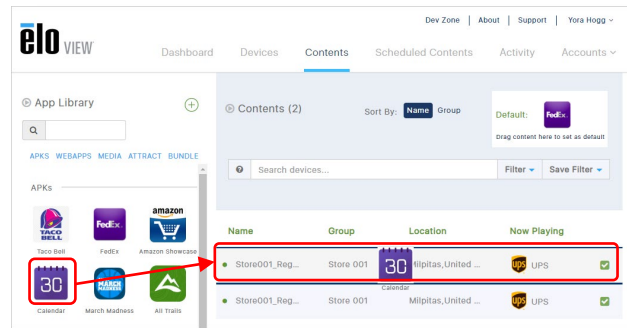 Dev Zone | About | Support | Yora Hogg
ēlo VIEW
Dashboard Devices Contents Scheduled Contents Activity Accounts
App Library
Contents (2)
Sort By: Name Group
Default: FedEx
Drag content here to set as default
APKS WEBAPPS MEDIA ATTRACT BUNDLE
Search devices...
Filter
Save Filter
APKs
TACO BELL
FedEx
amazon
Taco Bell FedEx Amazon Showcase
30
MARCH MADNESS
Calendar March Madness All Trails
Name Group Location Now Playing
Store001_Reg... Store 001 Milpitas,United ... ups UPS
30
Calendar
Store001_Reg... Store 001 Milpitas,United ... ups UPS